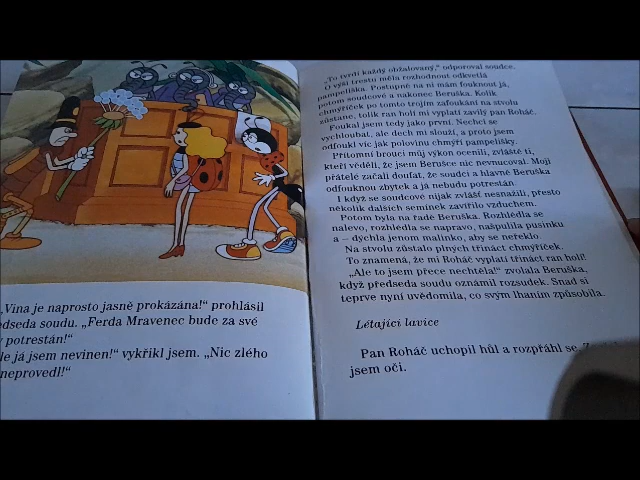 „Vina je naprosto jasně prokázána!“ prohlásil
předseda soudu. „Ferda Mravenec bude za své
potrestán!“
já jsem nevinen!“ vykřikl jsem. „Nic zlého
neprovedl!“
„To tvrdí každý obžalovaný,“ odporoval soudce.
O výši trestu měla rozhodnout odkvetlá
pampeliška. Postupně na ni mám fouknout já,
potom soudcové a nakonec Beruška. Kolik
chmýříček po tomto trojím zafoukání na stvolu
zůstane, tolik ran holí mi vyplatí zavilý pan Roháč.
Foukal jsem tedy jako první. Nechci se
vychloubat, ale dech mi slouží, a proto jsem
odfoukl víc jak polovinu chmýří pampelišky.
Přítomní brouci můj výkon ocenili, zvláště ti,
kteří věděli, že jsem Berušce nic nevnucoval. Moji
přátelé začali doufat, že soudci a hlavně Beruška
odfouknou zbytek a já nebudu potrestán.
I když se soudcové nijak zvlášť nesnažili, přesto
několik dalších semínek zavířilo vzduchem.
Potom byla na řadě Beruška. Rozhlédla se
nalevo, rozhlédla se napravo, našpulila pusinku
a – dýchla jenom malinko, aby se neřeklo.
Na stvolu zůstalo plných třináct chmýříček.
To znamená, že mi Roháč vyplatí třináct ran holí!
„Ale to jsem přece nechtěla!“ zvolala Beruška,
když předseda soudu oznámil rozsudek. Snad si
teprve nyní uvědomila, co svým lhaním způsobila.
Létající lavice
Pan Roháč uchopil hůl a rozpřáhl se.
jsem oči.